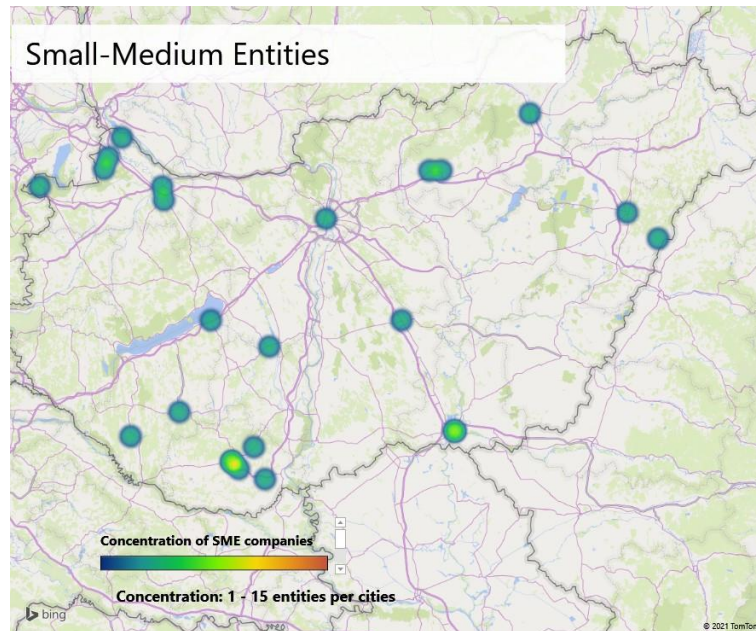 Small-Medium Entities
Concentration of SME companies
Concentration: 1 - 15 entities per cities
bing
© 2021 TomTom